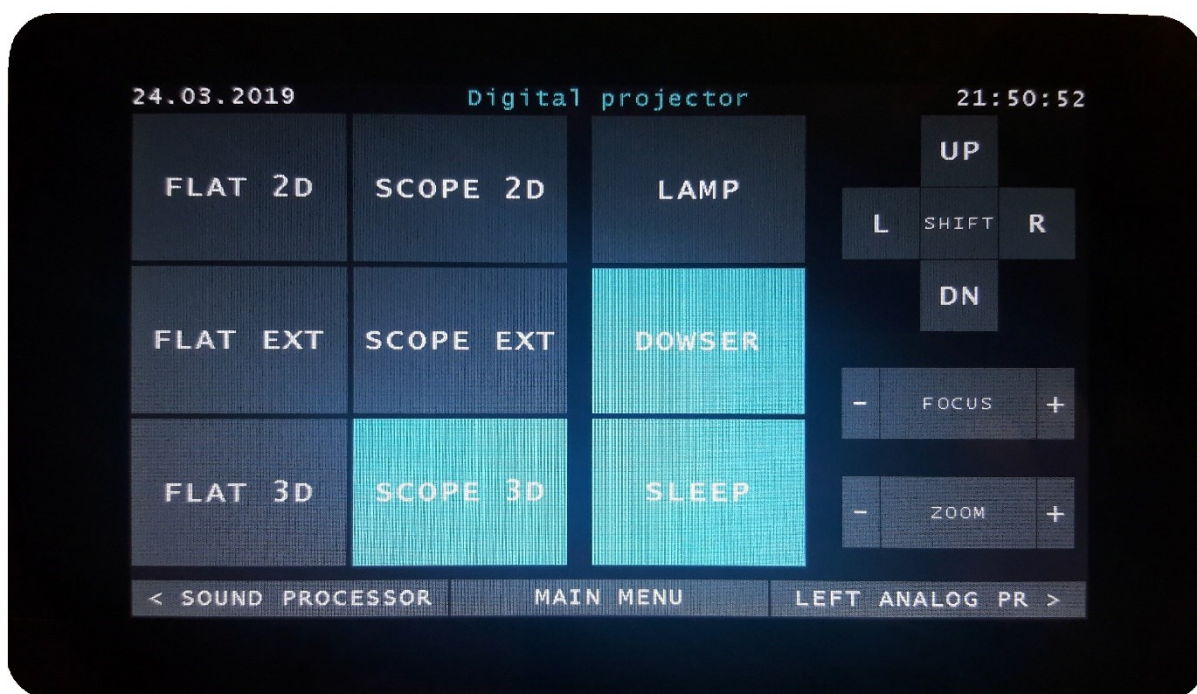 24.03.2019 Digital projector 21:50:52
FLAT 2D SCOPE 2D LAMP
UP
L SHIFT R
DN
FLAT EXT SCOPE EXT DOWSER
- FOCUS +
FLAT 3D SCOPE 3D SLEEP
- ZOOM +
< SOUND PROCESSOR MAIN MENU LEFT ANALOG PR >